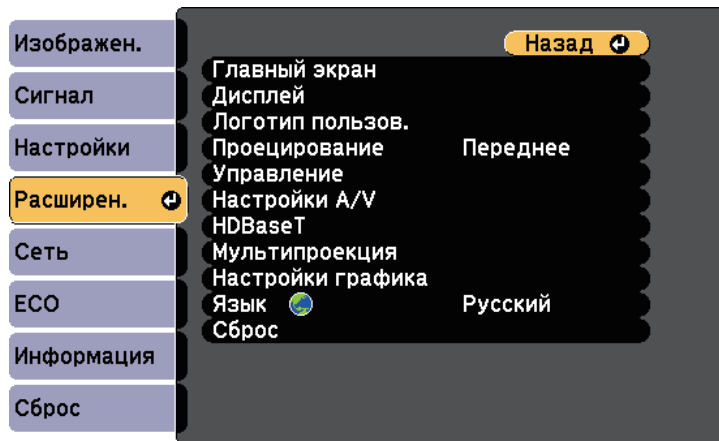 Изображен.
Сигнал
Настройки
Расширен.
Сеть
ECO
Информация
Сброс
Назад
Главный экран
Дисплей
Логотип пользов.
Проецирование Переднее
Управление
Настройки A/V
HDBaseT
Мультипроекция
Настройки графика
Язык Русский
Сброс